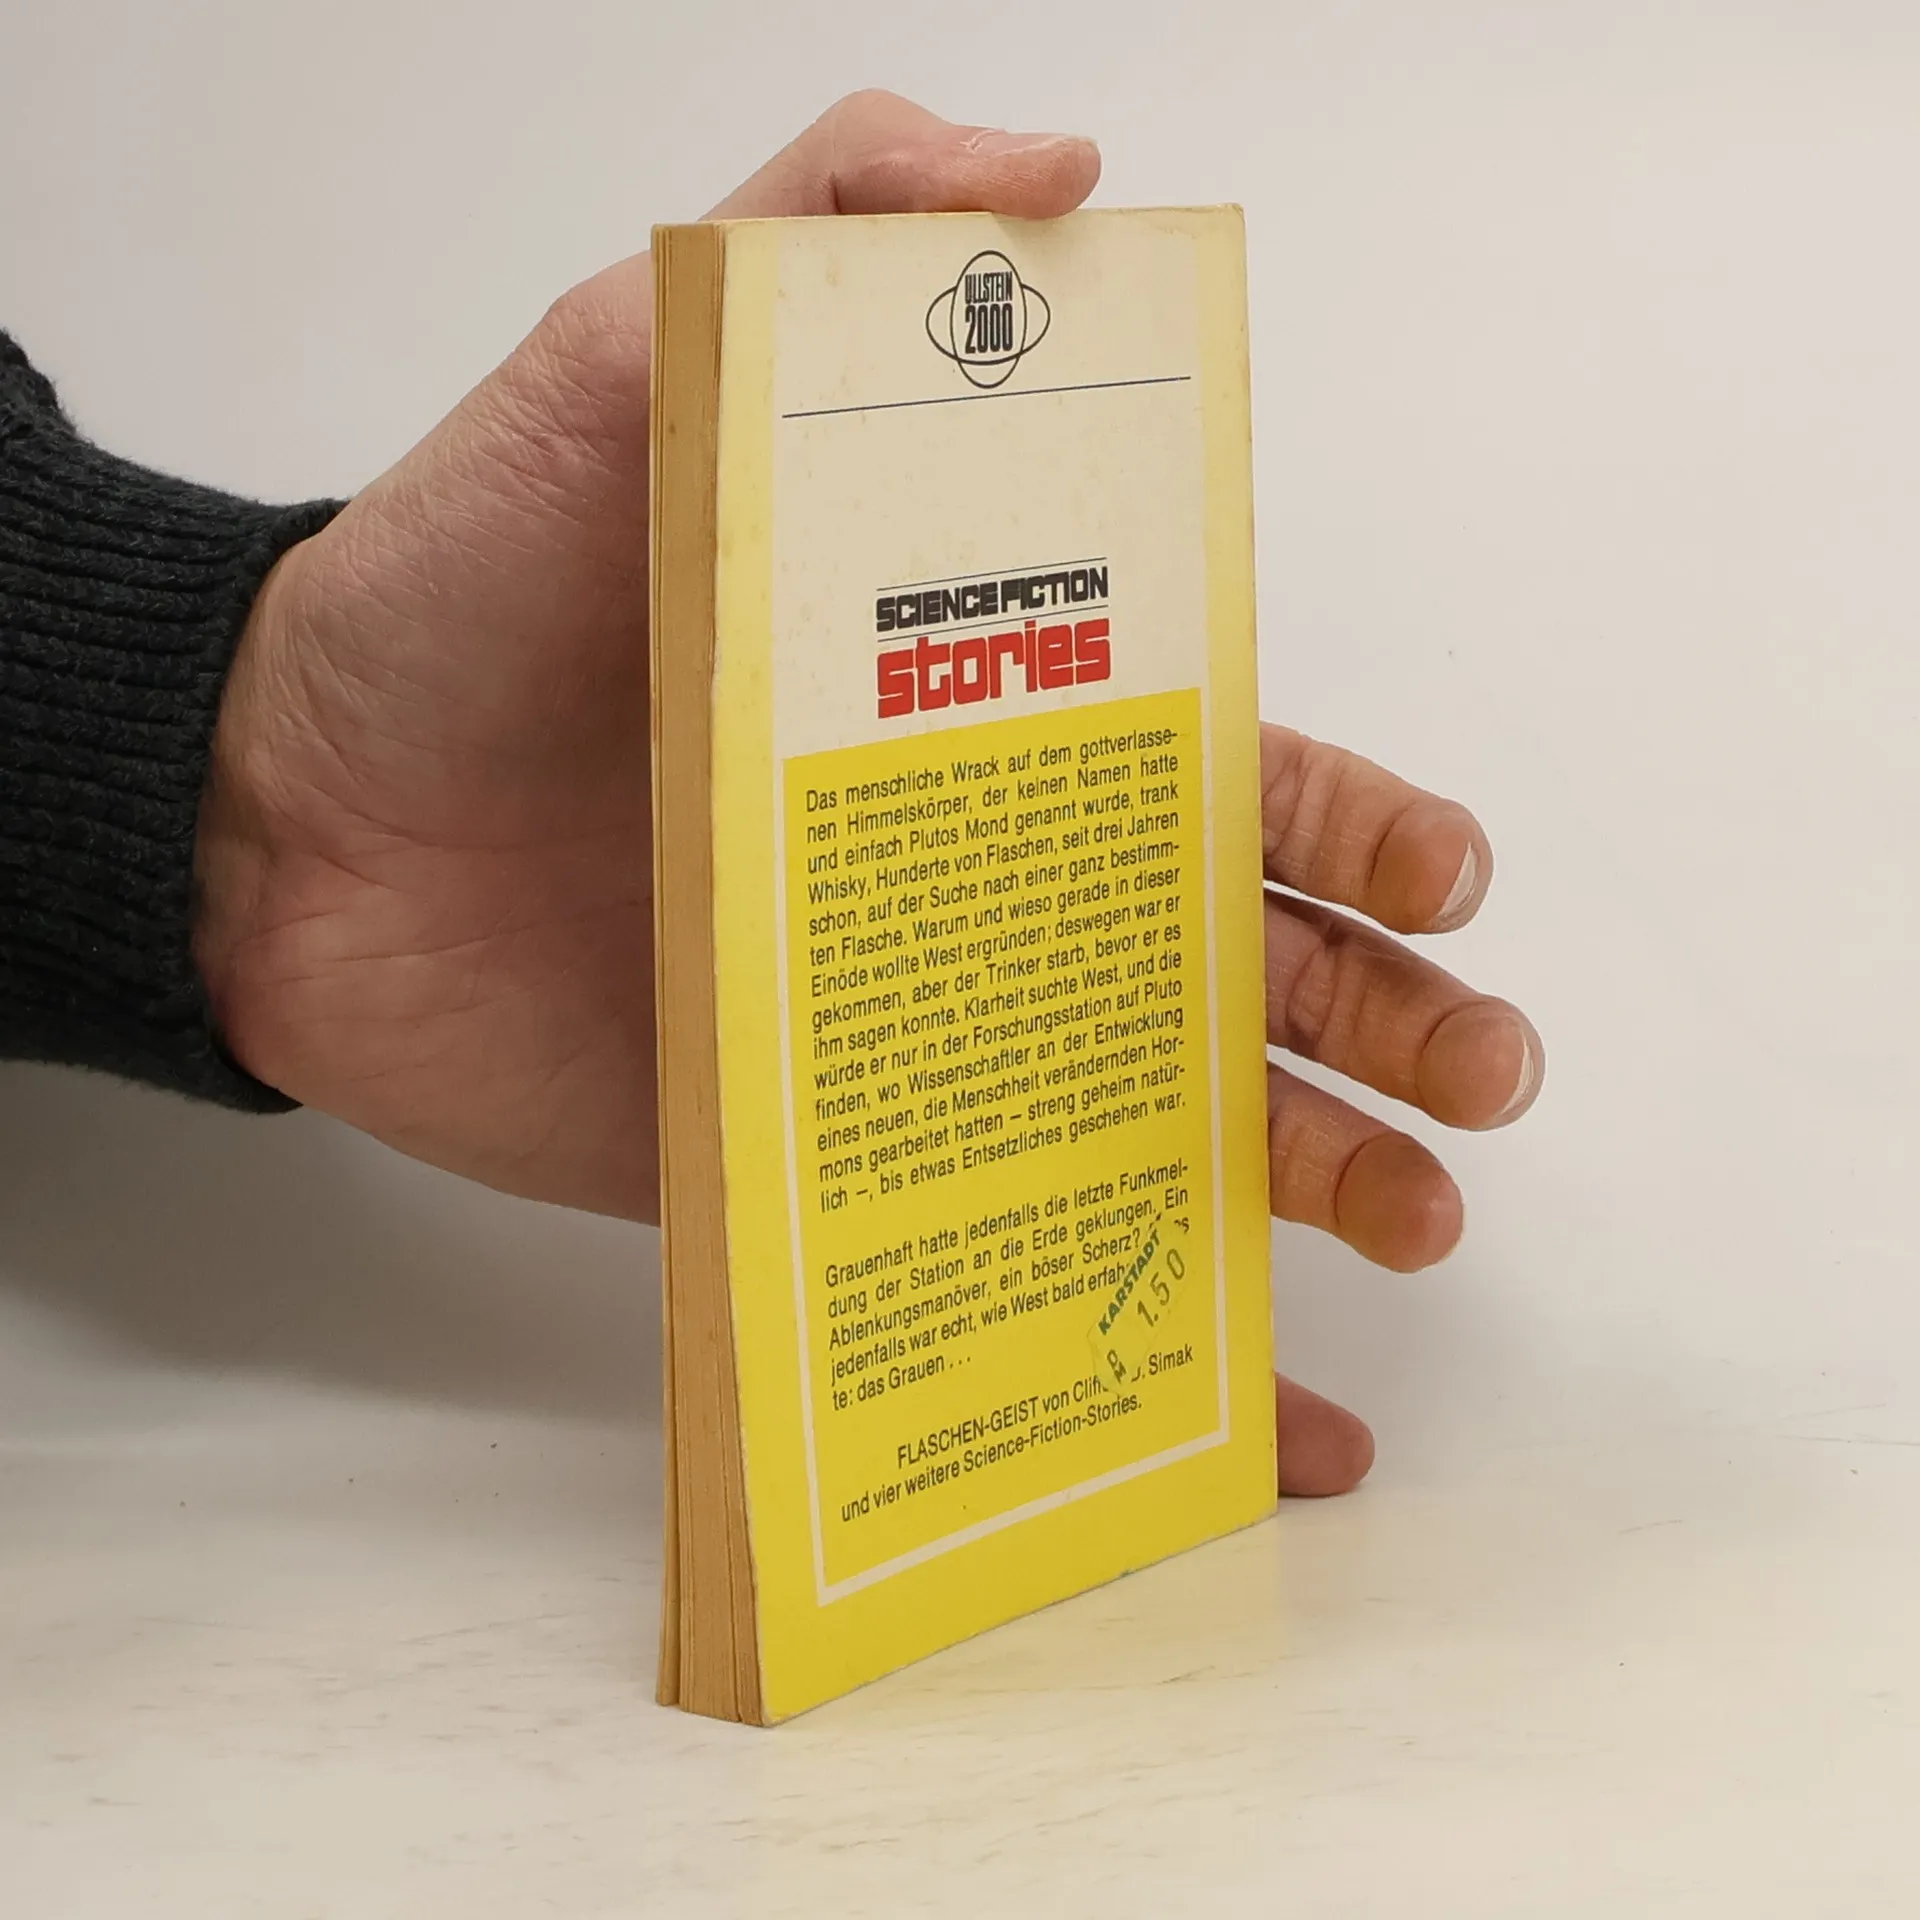 ULLSTEIN
2000
SCIENCE FICTION
stories
Das menschliche Wrack auf dem gottverlasse-
nen Himmelskörper, der keinen Namen hatte
und einfach Plutos Mond genannt wurde, trank
Whisky, Hunderte von Flaschen, seit drei Jahren
schon, auf der Suche nach einer ganz bestimm-
ten Flasche. Warum und wieso gerade in dieser
Einöde wollte West ergründen; deswegen war er
gekommen, aber der Trinker starb, bevor er es
ihm sagen konnte. Klarheit suchte West, und die
würde er nur in der Forschungsstation auf Pluto
finden, wo Wissenschaftler an der Entwicklung
eines neuen, die Menschheit verändernden Hor-
mons gearbeitet hatten – streng geheim natür-
lich –, bis etwas Entsetzliches geschehen war.
Grauenhaft hatte jedenfalls die letzte Funkmel-
dung der Station an die Erde geklungen. Ein
Ablenkungsmanöver, ein böser Scherz?
jedenfalls war echt, wie West bald
te: das Grauen . . .
KARSTADT
DM 1.50
FLASCHEN-GEIST von D. Simak
und vier weitere Science-Fiction-Stories.